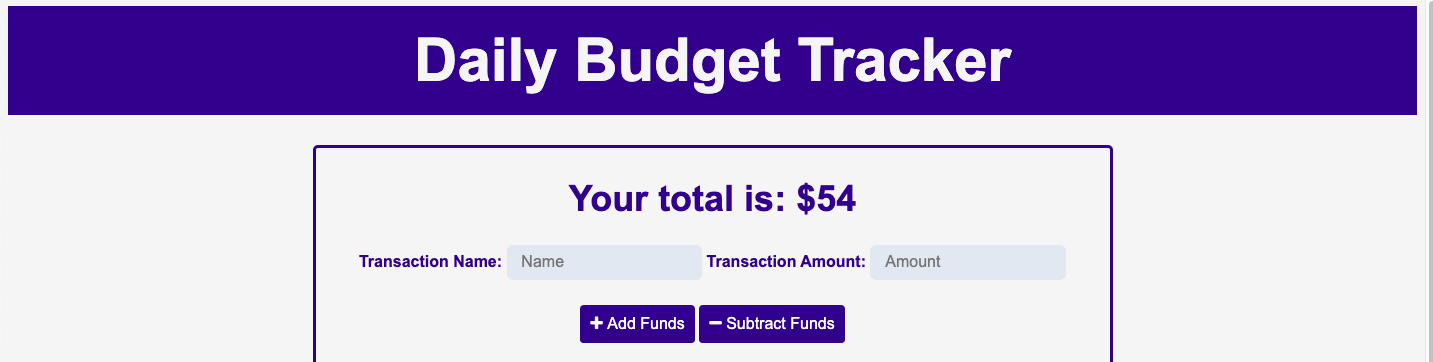 Daily Budget Tracker
Your total is: $54
Transaction Name: Name Transaction Amount: Amount
+ Add Funds − Subtract Funds